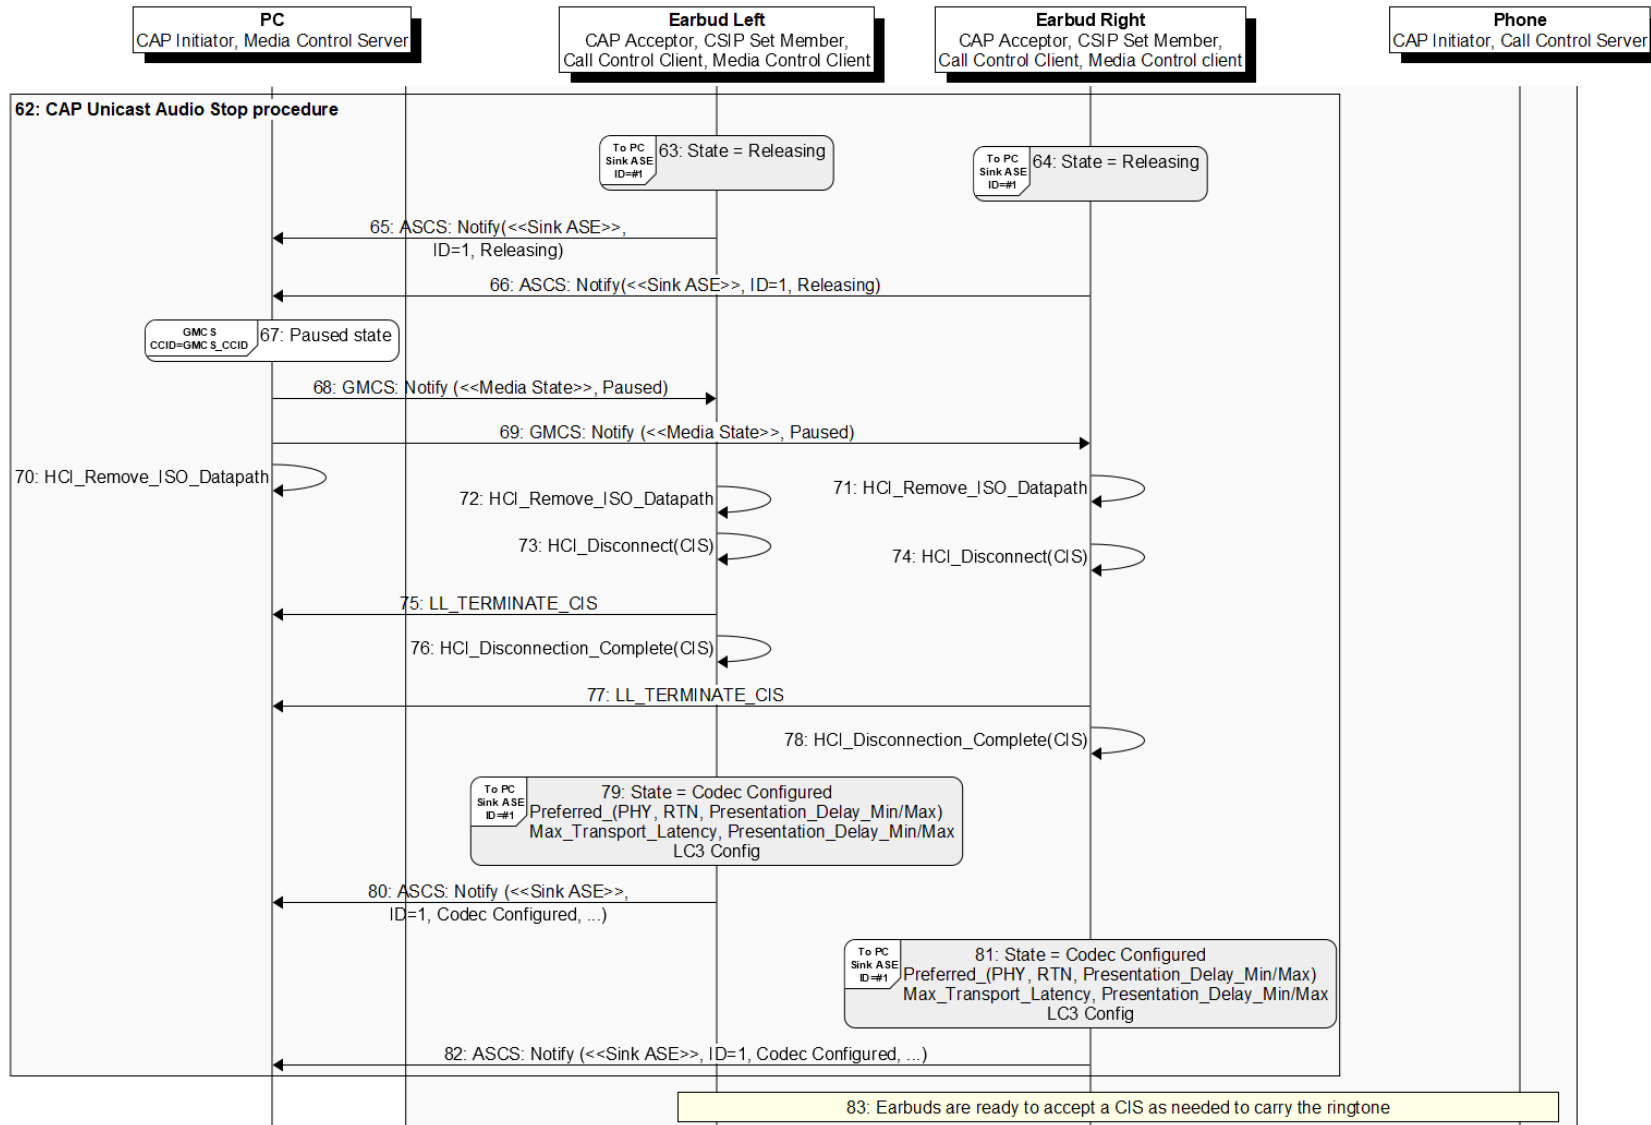 PC
CAP Initiator, Media Control Server
Earbud Left
CAP Acceptor, CSIP Set Member,
Call Control Client, Media Control Client
Earbud Right
CAP Acceptor, CSIP Set Member,
Call Control Client, Media Control client
Phone
CAP Initiator, Call Control Server
62: CAP Unicast Audio Stop procedure
To PC
Sink ASE
ID=#1
63: State = Releasing
To PC
Sink ASE
ID=#1
64: State = Releasing
65: ASCS: Notify(<<Sink ASE>>,
ID=1, Releasing)
66: ASCS: Notify(<<Sink ASE>>, ID=1, Releasing)
GMCS
CCID=GMCS_CCID
67: Paused state
68: GMCS: Notify (<<Media State>>, Paused)
69: GMCS: Notify (<<Media State>>, Paused)
70: HCI_Remove_ISO_Datapath
71: HCI_Remove_ISO_Datapath
72: HCI_Remove_ISO_Datapath
73: HCI_Disconnect(CIS)
74: HCI_Disconnect(CIS)
75: LL_TERMINATE_CIS
76: HCI_Disconnection_Complete(CIS)
77: LL_TERMINATE_CIS
78: HCI_Disconnection_Complete(CIS)
To PC
Sink ASE
ID=#1
79: State = Codec Configured
Preferred_(PHY, RTN, Presentation_Delay_Min/Max)
Max_Transport_Latency, Presentation_Delay_Min/Max
LC3 Config
80: ASCS: Notify (<<Sink ASE>>,
ID=1, Codec Configured, ...)
To PC
Sink ASE
ID=#1
81: State = Codec Configured
Preferred_(PHY, RTN, Presentation_Delay_Min/Max)
Max_Transport_Latency, Presentation_Delay_Min/Max
LC3 Config
82: ASCS: Notify (<<Sink ASE>>, ID=1, Codec Configured, ...)
83: Earbuds are ready to accept a CIS as needed to carry the ringtone